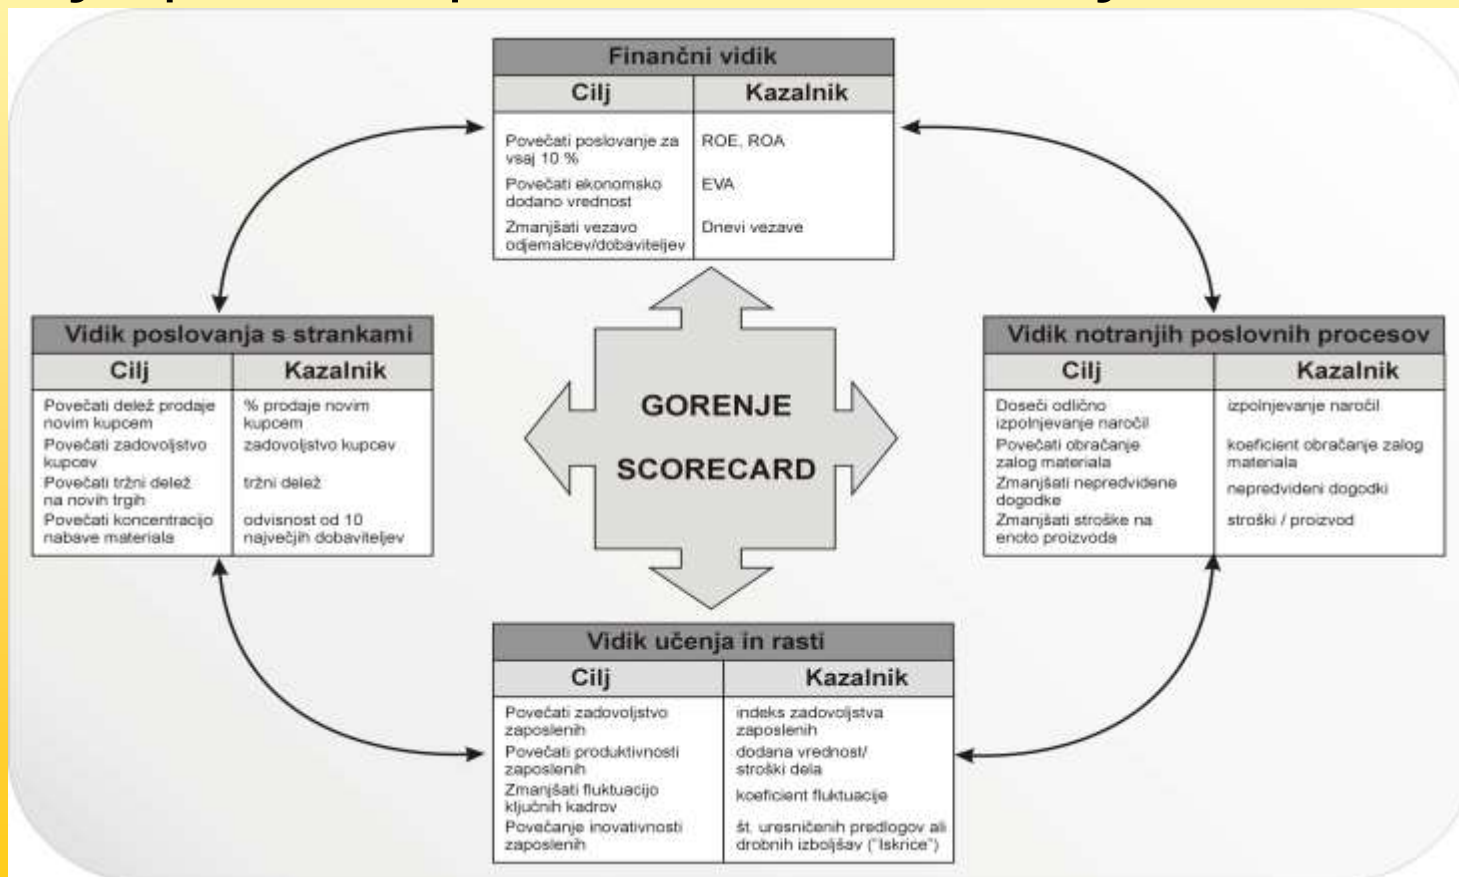 Finančni vidik
Cilj Kazalnik
Povečati poslovanje za
vsaj 10 %
ROE, ROA
Povečati ekonomsko
dodano vrednost
EVA
Zmanjšati vezavo
odjemalcev/dobaviteljev
Dnevi vezave
Vidik poslovanja s strankami
Cilj Kazalnik
Povečati delež prodaje
novim kupcem
% prodaje novim
kupcem
Povečati zadovoljstvo
kupcev
zadovoljstvo kupcev
Povečati tržni delež
na novih trgih
tržni delež
Povečati koncentracijo
nabave materiala
odvisnost od 10
največjih dobaviteljev
GORENJE
SCORECARD
Vidik notranjih poslovnih procesov
Cilj Kazalnik
Doseči odlično
izpolnjevanje naročil
izpolnjevanje naročil
Povečati obračanje
zalog materiala
koeficient obračanje zalog
materiala
Zmanjšati nepredvidene
dogodke
nepredvideni dogodki
Zmanjšati stroške na
enoto proizvoda
stroški / proizvod
Vidik učenja in rasti
Cilj Kazalnik
Povečati zadovoljstvo
zaposlenih
indeks zadovoljstva
zaposlenih
Povečati produktivnosti
zaposlenih
dodana vrednost/
stroški dela
Zmanjšati fluktuacijo
ključnih kadrov
koeficient fluktuacije
Povečanje inovativnosti
zaposlenih
št. uresničenih predlogov ali
drobnih izboljšav ("Iskrice")